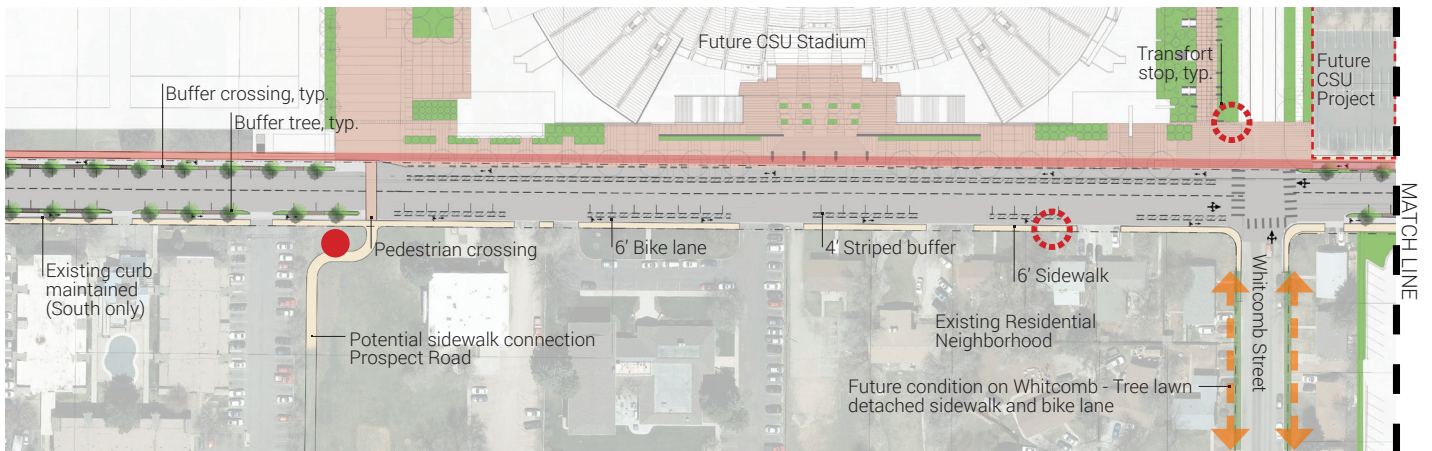 Future CSU Stadium
Transfort
stop, typ.
Future
CSU
Project
Buffer crossing, typ.
Buffer tree, typ.
MATCH LINE
Pedestrian crossing
6' Bike lane
4' Striped buffer
6' Sidewalk
Existing curb
maintained
(South only)
Whitcomb Street
Potential sidewalk connection
Prospect Road
Existing Residential
Neighborhood
Future condition on Whitcomb - Tree lawn
detached sidewalk and bike lane